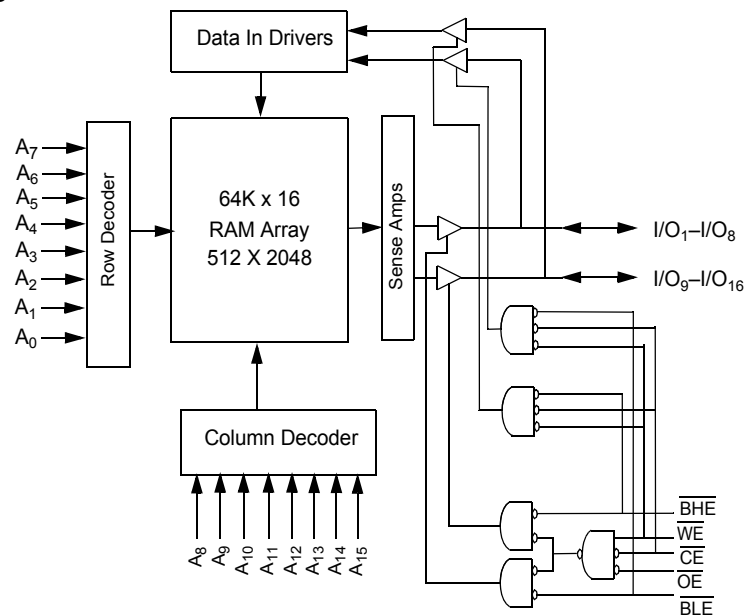 Data In Drivers
A7
A6
A5
A4
A3
A2
A1
A0
Row Decoder
64K x 16
RAM Array
512 X 2048
Sense Amps
I/O1–I/O8
I/O9–I/O16
Column Decoder
A8
A9
A10
A11
A12
A13
A14
A15
BHE
WE
CE
OE
BLE